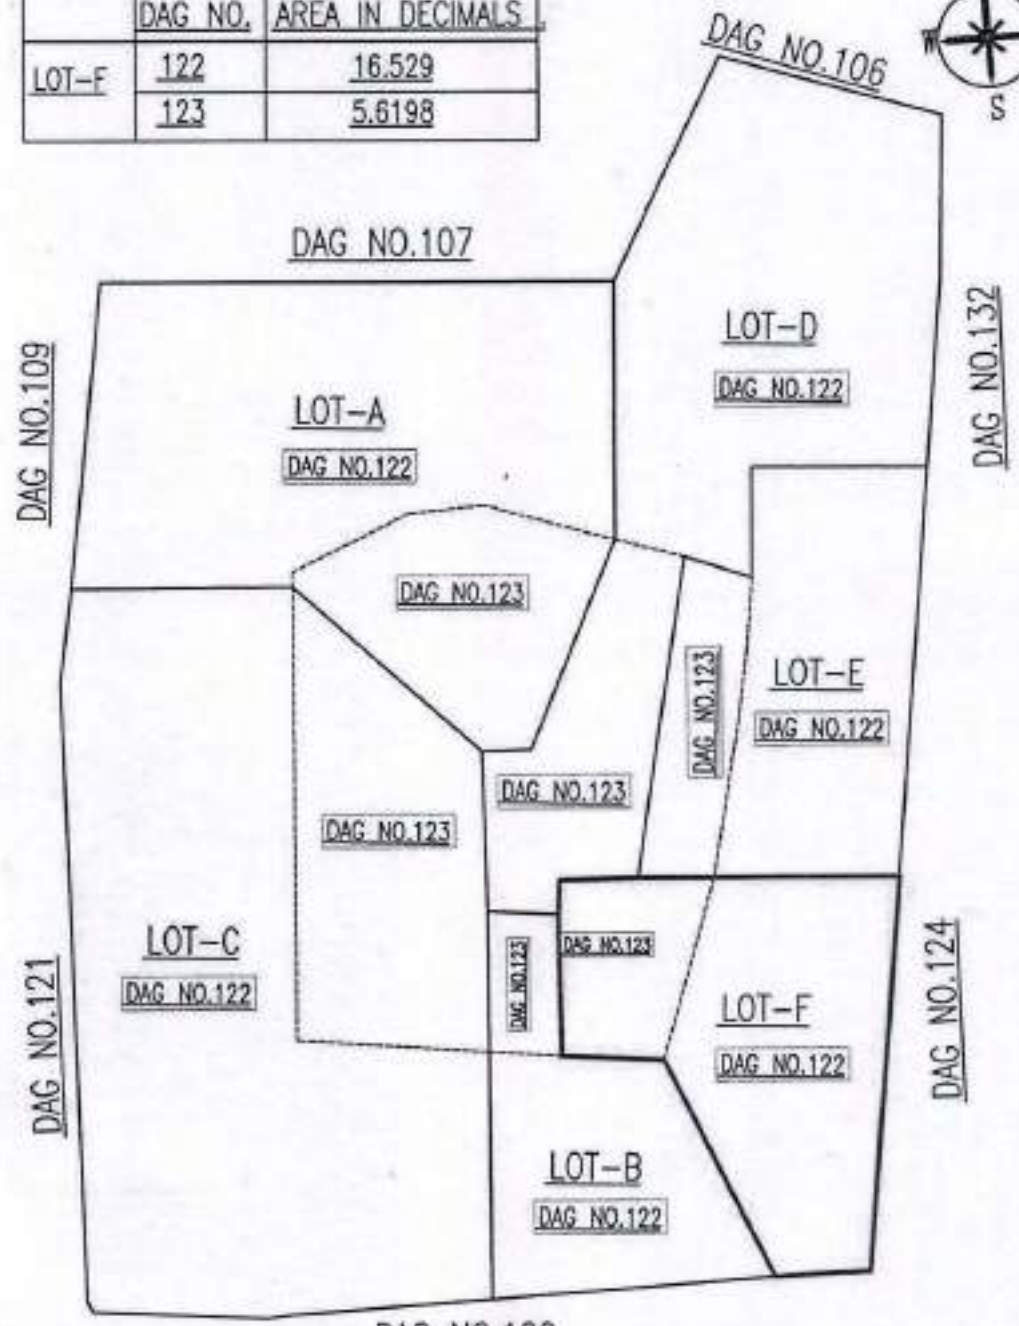 DAG NO. AREA IN DECIMALS
LOT-F 122 16.529
123 5.6198
DAG NO.106
W
S
DAG NO.107
DAG NO.109
DAG NO.132
LOT-D
DAG NO.122
LOT-A
DAG NO.122
DAG NO.123
DAG NO.123
LOT-E
DAG NO.122
DAG NO.123
DAG NO.123
LOT-C
DAG NO.122
DAG NO.123
DAG NO.123
LOT-F
DAG NO.122
DAG NO.121
DAG NO.124
LOT-B
DAG NO.122